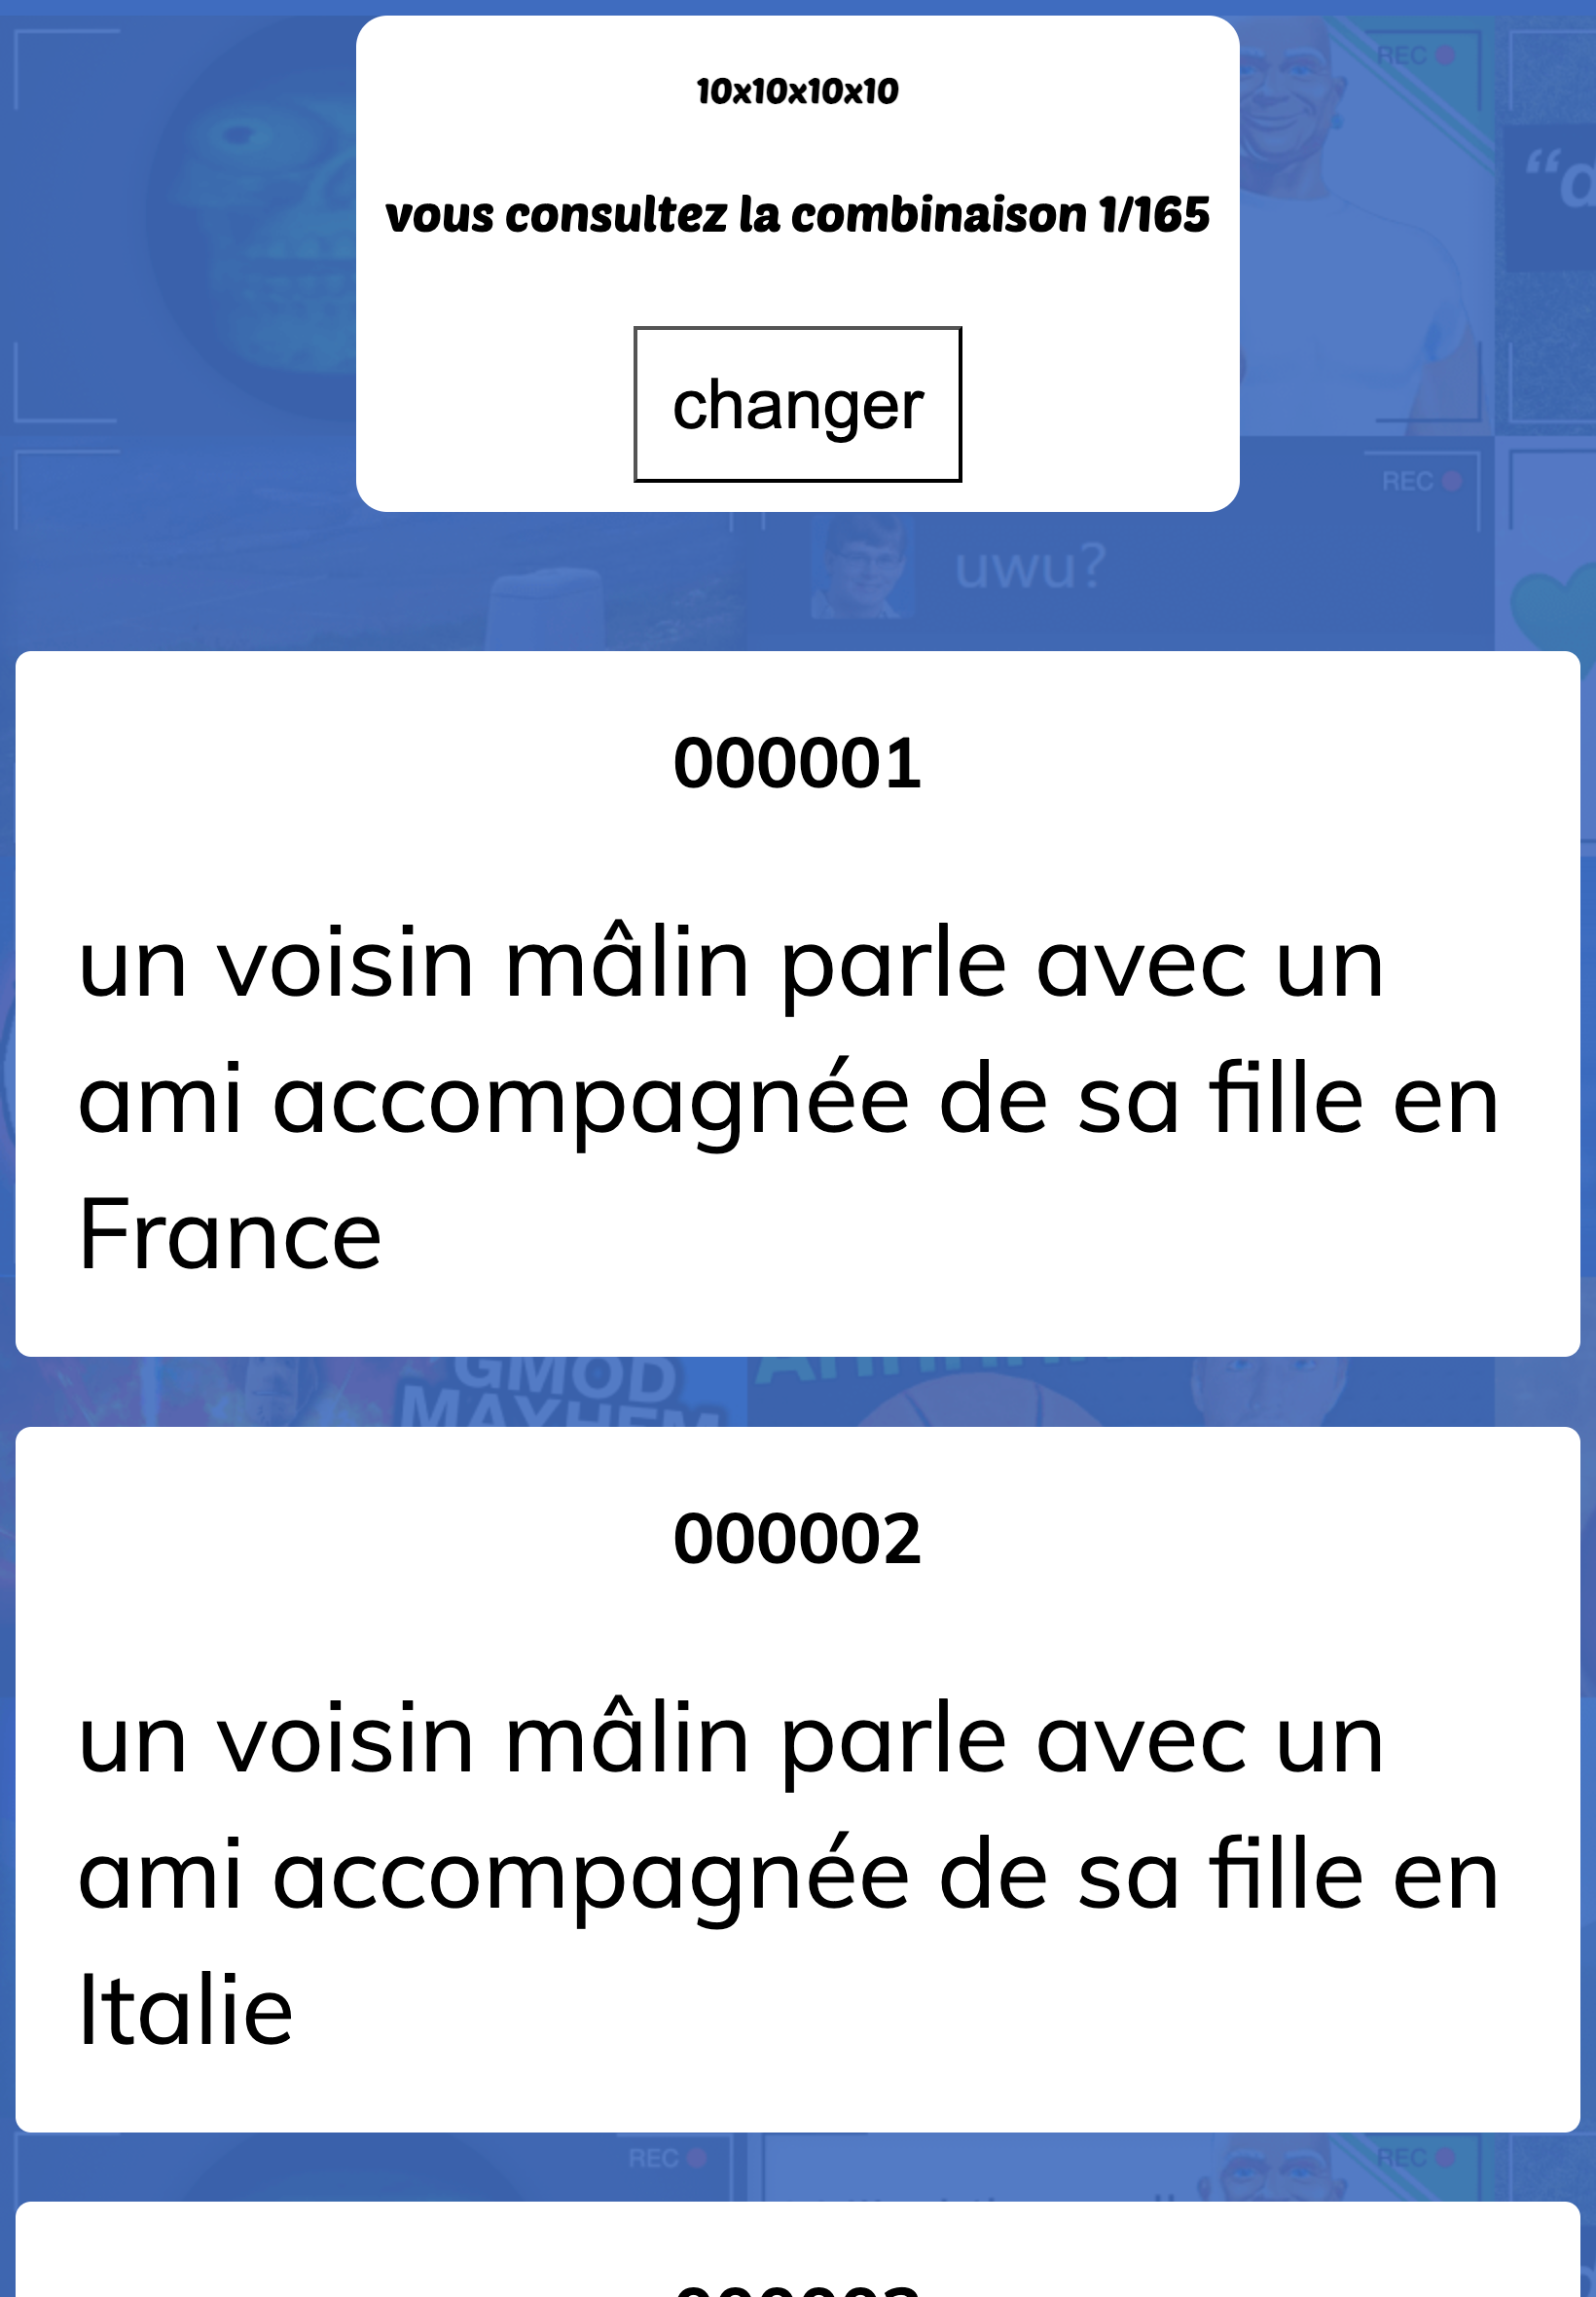 REC
10x10x10x10
vous consultez la combinaison 1/165
changer
REC
uwu?
000001
un voisin mâlin parle avec un
ami accompagnée de sa fille en
France
GMOD
MAYHEM
000002
un voisin mâlin parle avec un
ami accompagnée de sa fille en
Italie
REC
REC